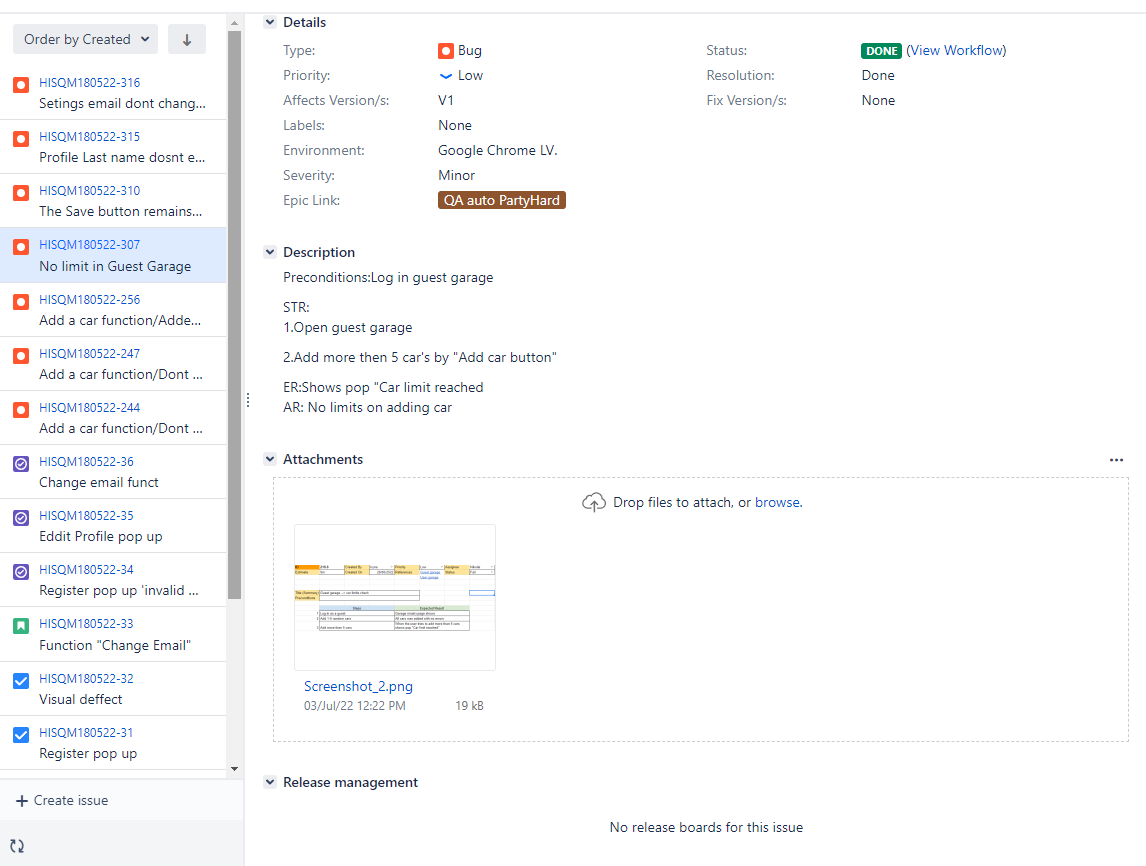 Order by Created
HISQM180522-316
Setings email dont chang...
HISQM180522-315
Profile Last name dosnt e...
HISQM180522-310
The Save button remains...
HISQM180522-307
No limit in Guest Garage
HISQM180522-256
Add a car function/Adde...
HISQM180522-247
Add a car function/Dont ...
HISQM180522-244
Add a car function/Dont ...
HISQM180522-36
Change email funct
HISQM180522-35
Eddit Profile pop up
HISQM180522-34
Register pop up 'invalid ...
HISQM180522-33
Function "Change Email"
HISQM180522-32
Visual deffect
HISQM180522-31
Register pop up
+ Create issue
Details
Type: Bug
Priority: Low
Affects Version/s: V1
Labels: None
Environment: Google Chrome LV.
Severity: Minor
Epic Link: QA auto PartyHard
Status: DONE (View Workflow)
Resolution: Done
Fix Version/s: None
Description
Preconditions:Log in guest garage
STR:
1.Open guest garage
2.Add more then 5 car's by "Add car button"
ER:Shows pop "Car limit reached
AR: No limits on adding car
Attachments
Drop files to attach, or browse.
Steps Expected Result
Screenshot_2.png
03/Jul/22 12:22 PM 19 kB
Release management
No release boards for this issue